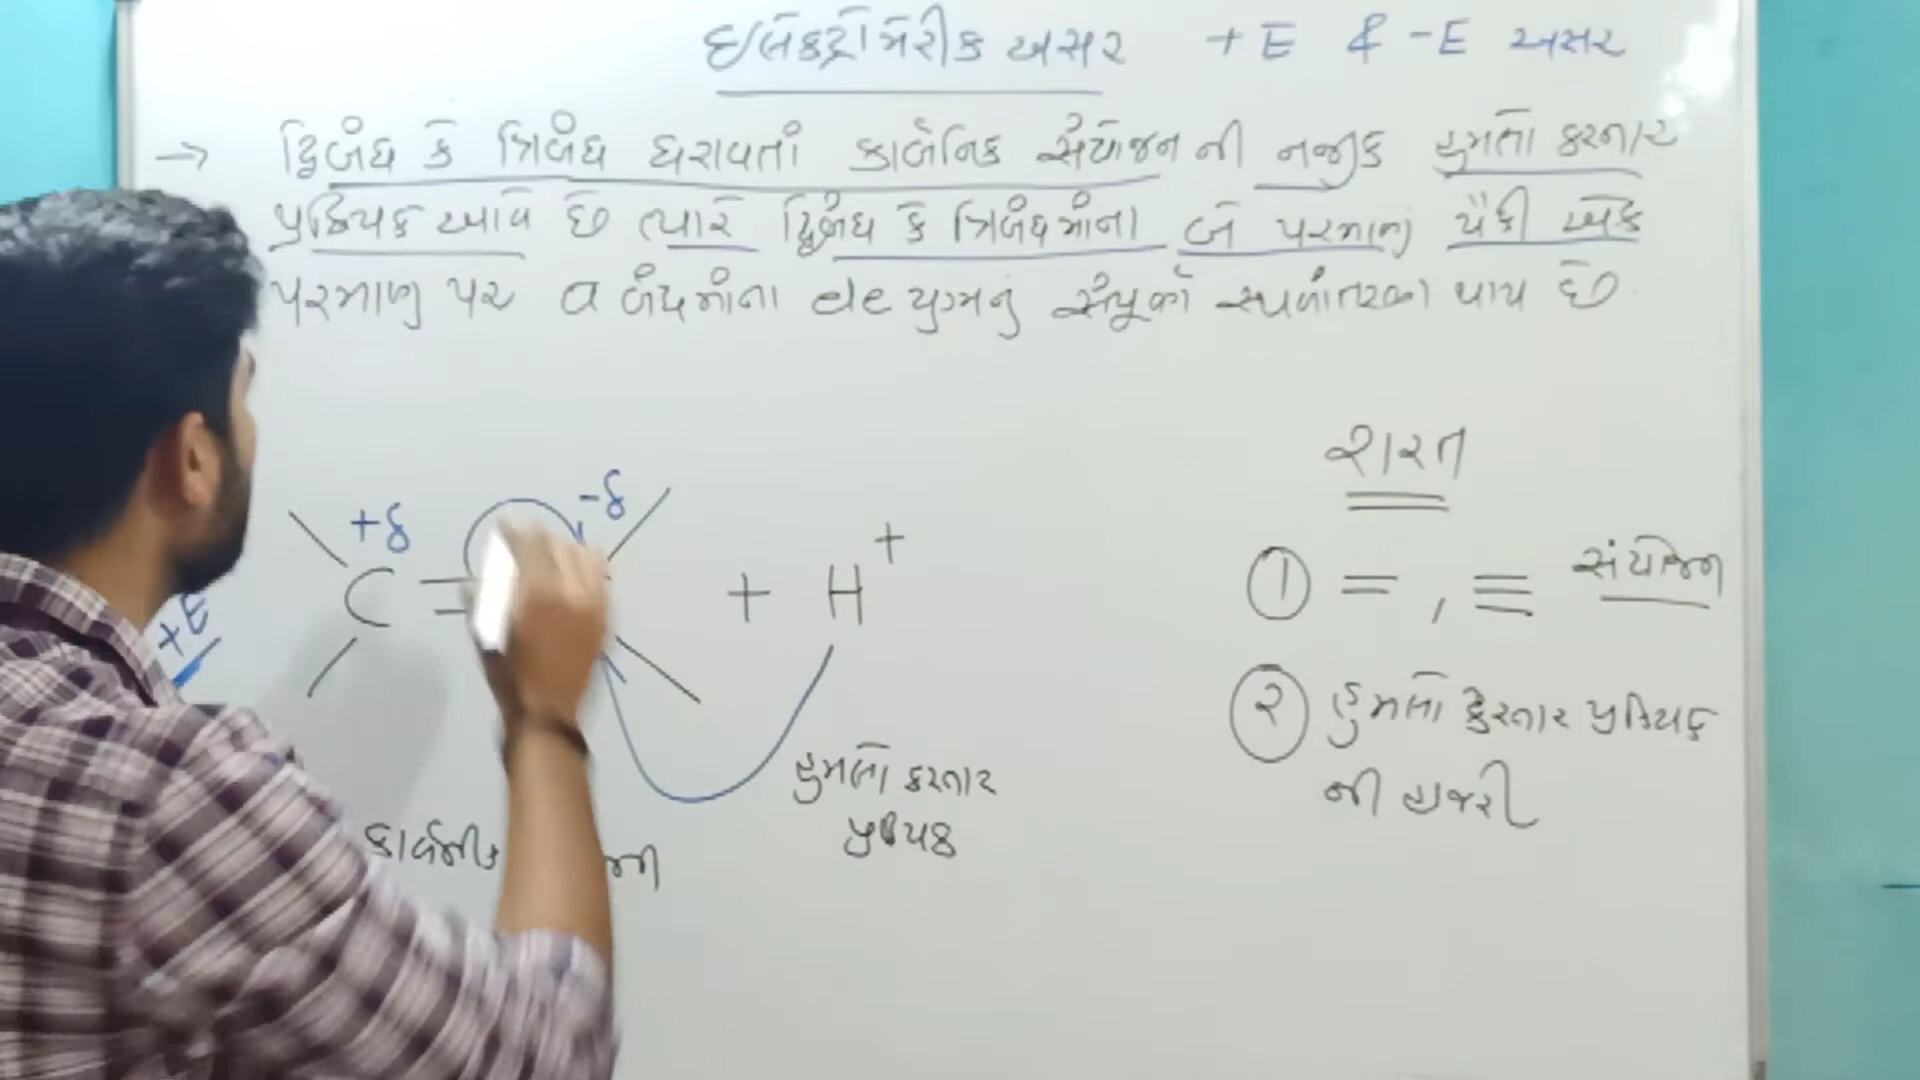 ઇલેક્ટ્રોમેરીક અસર +E & -E અસર
→ દ્વિબંધ કે ત્રિબંધ ધરાવતાં કાર્બનિક સંયોજન ની નજીક હુમલો કરનાર
પ્રક્રિયક આવે છે ત્યારે દ્વિબંધ કે ત્રિબંધમાંના બે પરમાણુ પૈકી એક
પરમાણુ પર બંધમાંના યુગ્મનું સંપૂર્ણ સ્થળાંતર થાય છે.
શરત
+δ -δ
C = + H+
+E
① =, ≡ સંયોજન
② હુમલો કરનાર પ્રક્રિયક
ની હાજરી
હુમલો કરનાર
પ્રક્રિયક
કાર્બનીક